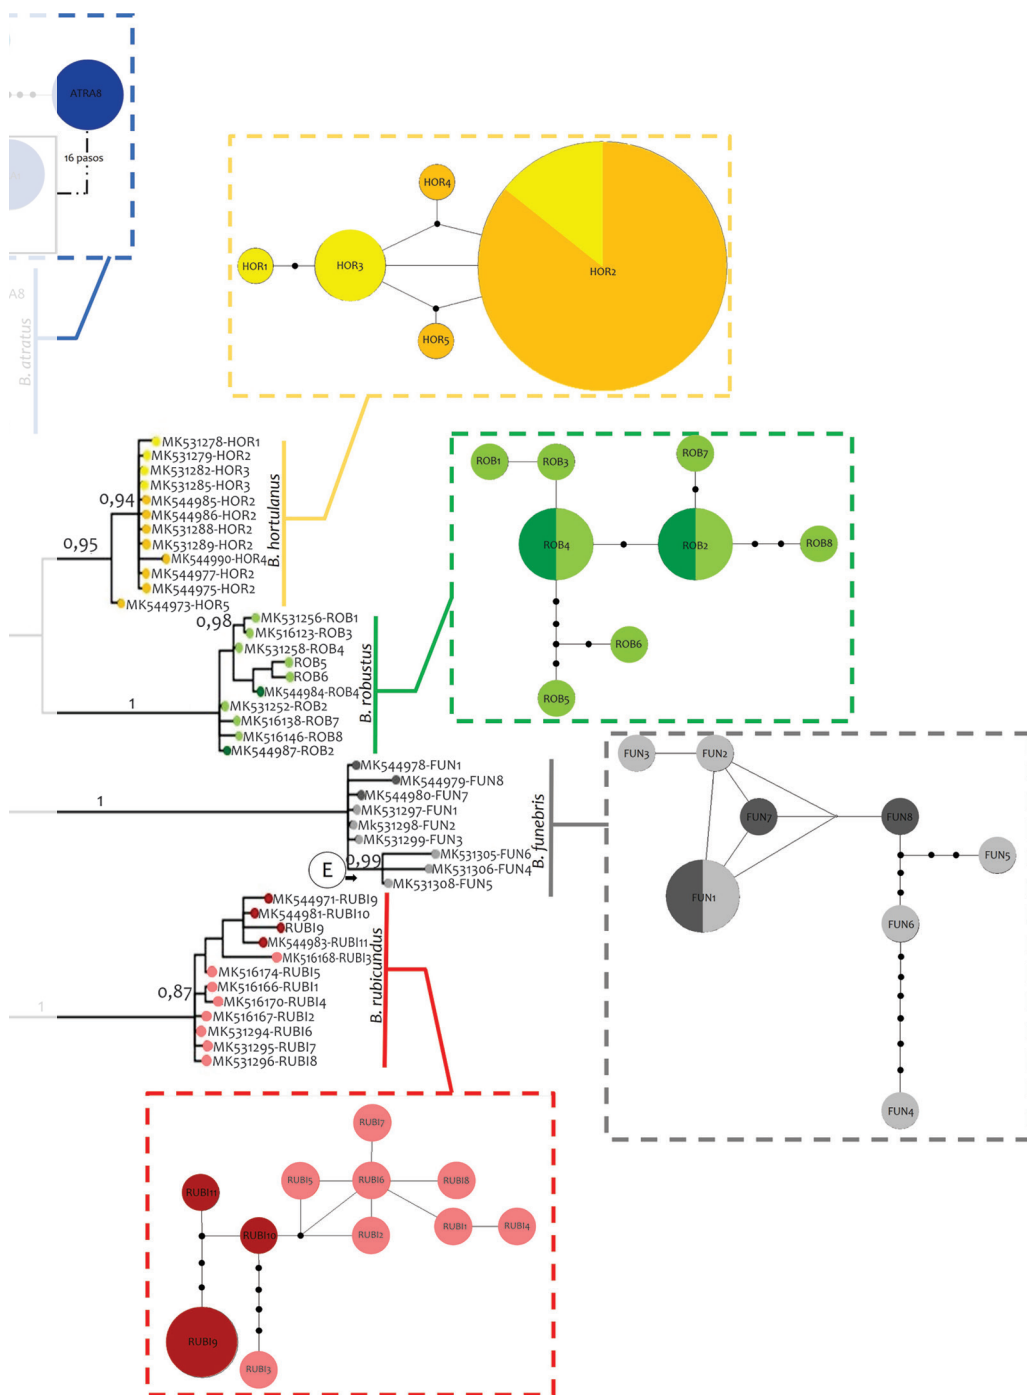 ATRA8
16 pasos
A8
B. atratus
HOR4
HOR1
HOR3
HOR2
HOR5
MK531278-HOR1
MK531279-HOR2
MK531282-HOR3
MK531285-HOR3
0,94
MK544985-HOR2
MK544986-HOR2
MK531288-HOR2
MK531289-HOR2
0,95
MK544990-HOR4
MK544977-HOR2
MK544975-HOR2
MK544973-HOR5
B. hortulanus
ROB1
ROB3
ROB7
ROB4
ROB2
ROB8
ROB6
ROB5
0,98
MK531256-ROB1
MK516123-ROB3
MK531258-ROB4
ROB5
ROB6
MK544984-ROB4
1
MK531252-ROB2
MK516138-ROB7
MK516146-ROB8
MK544987-ROB2
B. robustus
FUN3
FUN2
FUN7
FUN8
FUN5
FUN1
FUN6
FUN4
MK544978-FUN1
MK544979-FUN8
MK544980-FUN7
1
MK531297-FUN1
Mk531298-FUN2
MK531299-FUN3
MK531305-FUN6
E
0,99
MK531306-FUN4
MK531308-FUN5
B. funebris
MK544971-RUBI9
MK544981-RUBI10
RUBI9
MK544983-RUBI11
MK516168-RUBI3
MK516174-RUBI5
0,87
MK516166-RUBI1
MK516170-RUBI4
1
MK516167-RUBI2
MK531294-RUBI6
MK531295-RUBI7
MK531296-RUBI8
B. rubicundus
RUBI7
RUBI11
RUBI5
RUBI6
RUBI8
RUBI10
RUBI2
RUBI1
RUBI4
RUBI9
RUBI3